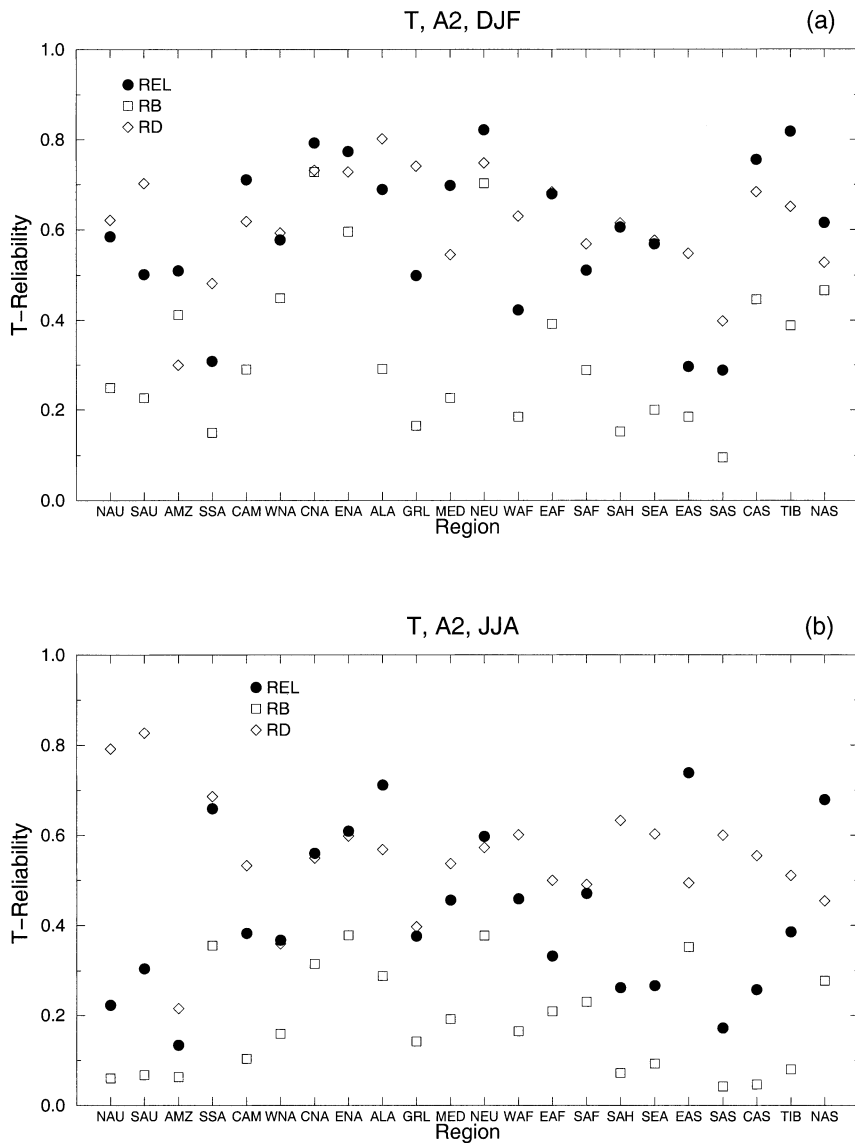 T, A2, DJF (a)
1.0
0.8
0.6
0.4
0.2
0.0
T-Reliability
REL
RB
RD
NAU SAU AMZ SSA CAM WNA CNA ENA ALA GRL MED NEU WAF EAF SAF SAH SEA EAS SAS CAS TIB NAS
Region
T, A2, JJA (b)
1.0
0.8
0.6
0.4
0.2
0.0
T-Reliability
REL
RB
RD
NAU SAU AMZ SSA CAM WNA CNA ENA ALA GRL MED NEU WAF EAF SAF SAH SEA EAS SAS CAS TIB NAS
Region